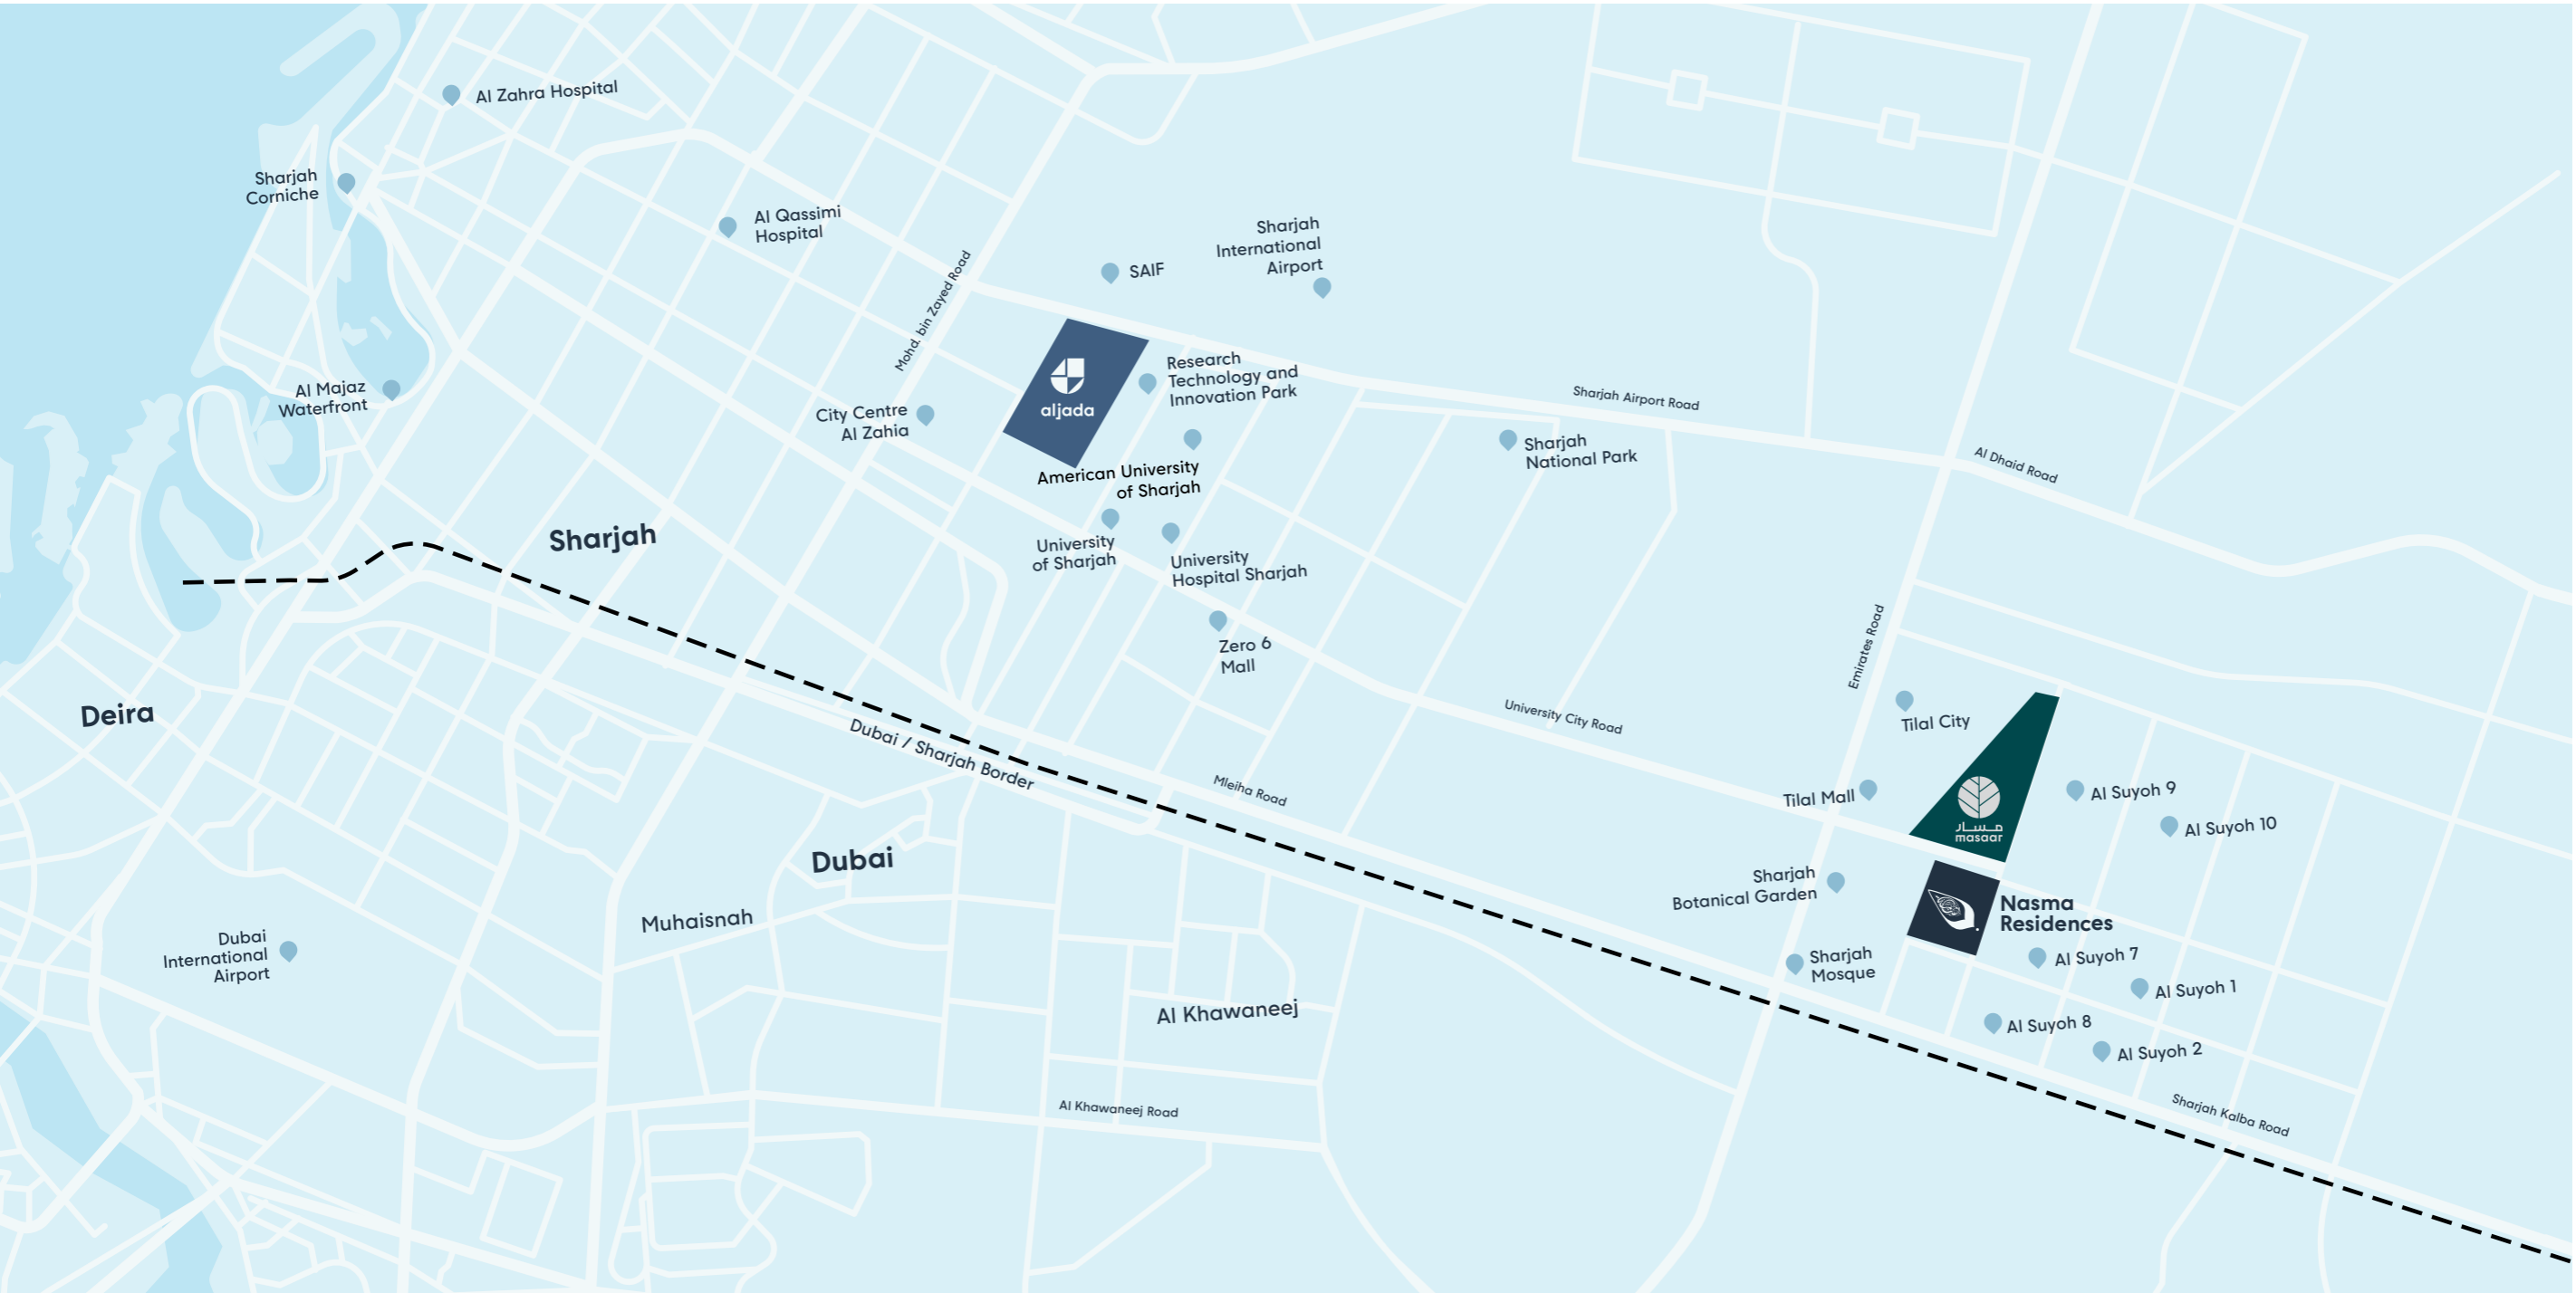 Al Zahra Hospital
Sharjah
Corniche
Al Qassimi
Hospital
Sharjah
International
Airport
SAIF
Mohd. bin Zayed Road
aljada
Research
Technology and
Innovation Park
Al Majaz
Waterfront
City Centre
Al Zahia
Sharjah Airport Road
Sharjah
National Park
Al Dhaid Road
American University
of Sharjah
Sharjah
University
of Sharjah
University
Hospital Sharjah
Zero 6
Mall
Emirates Road
Deira
Dubai / Sharjah Border
University City Road
Tilal City
Mleiha Road
Tilal Mall
مسار
masaar
Al Suyoh 9
Al Suyoh 10
Dubai
Muhaisnah
Sharjah
Botanical Garden
Nasma
Residences
Dubai
International
Airport
Sharjah
Mosque
Al Suyoh 7
Al Suyoh 1
Al Khawaneej
Al Suyoh 8
Al Suyoh 2
Al Khawaneej Road
Sharjah Kalba Road